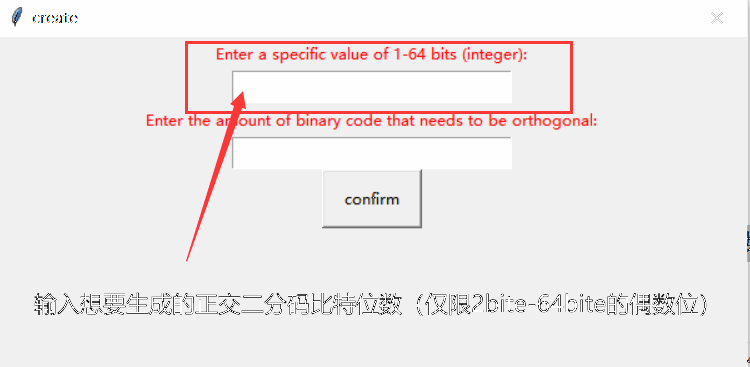 create
Enter a specific value of 1-64 bits (integer):
Enter the amount of binary code that needs to be orthogonal:
confirm
输入想要生成的正交二分码比特位数（仅限2bite-64bite的偶数位）